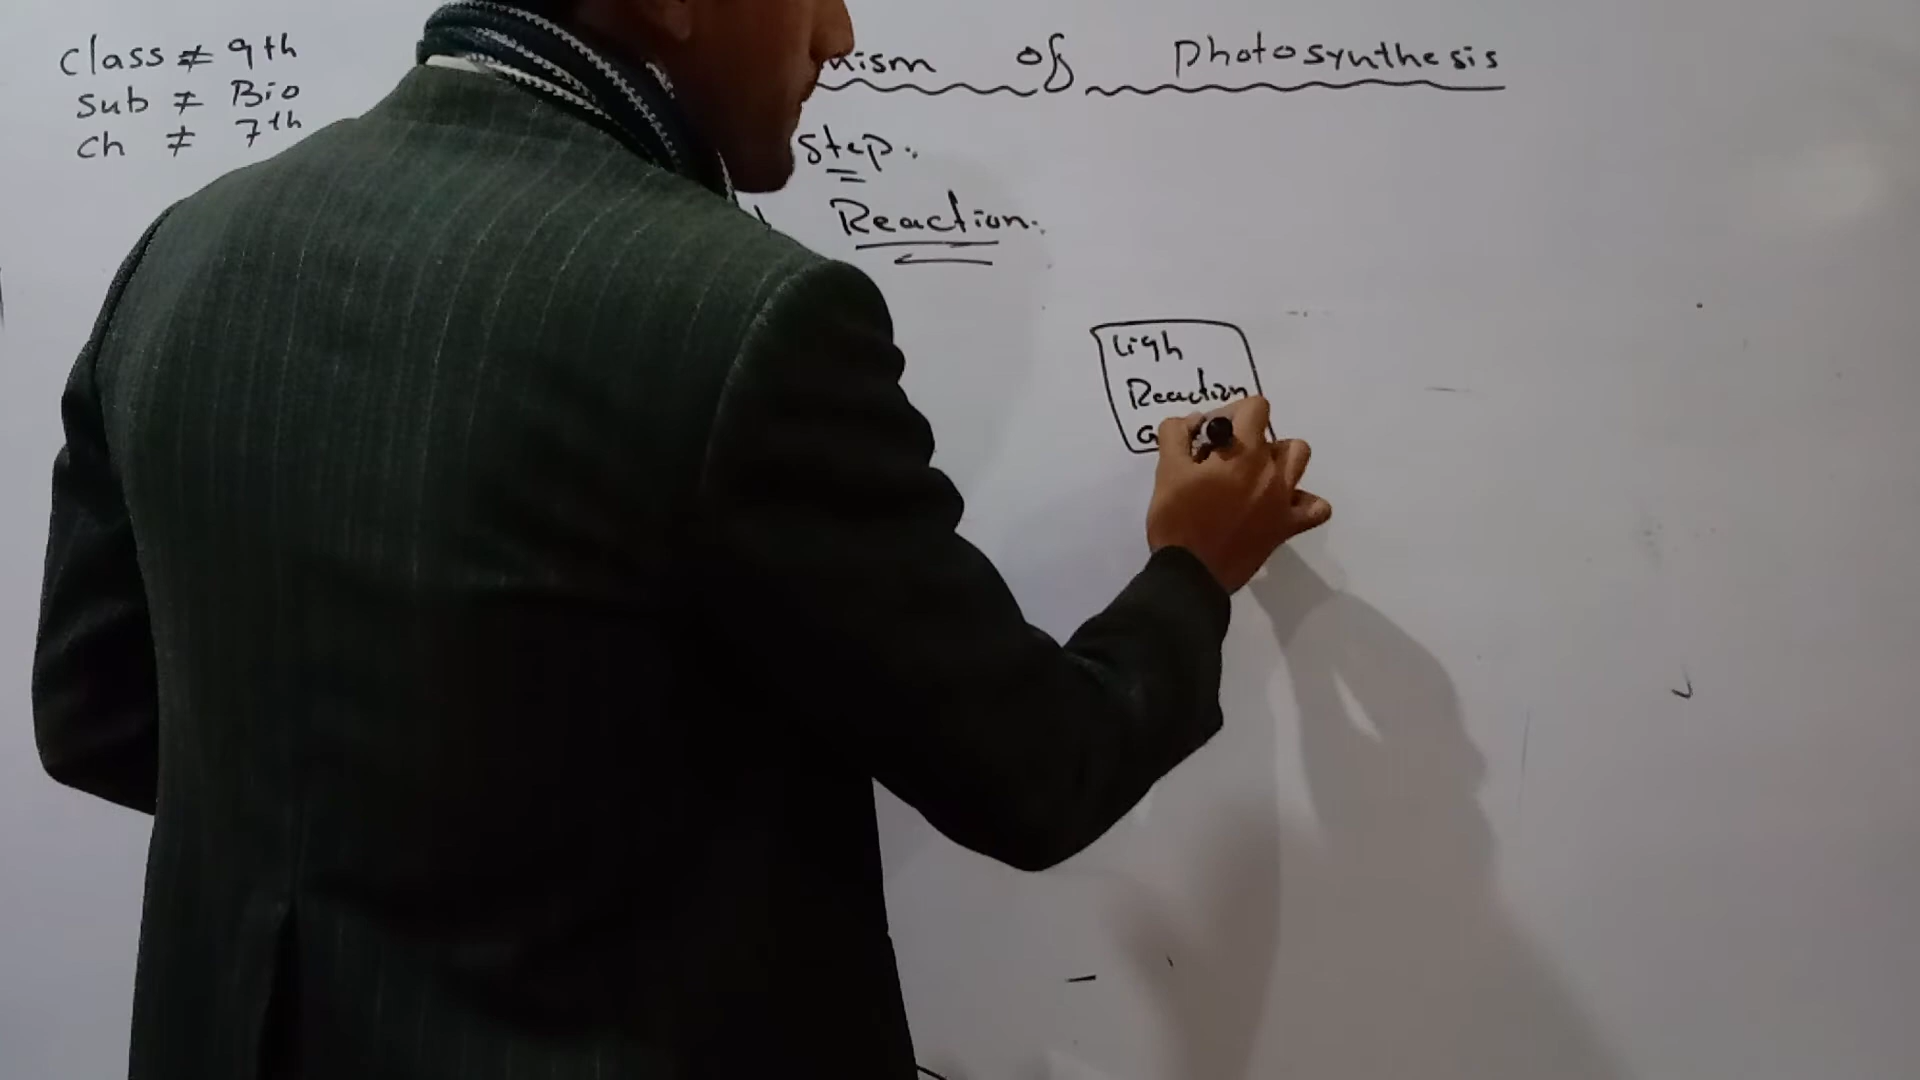 Class ≠ 9th
Sub ≠ Bio
Ch ≠ 7th
nism of Photosynthesis
Step.
Reaction.
Ligh
Reaction